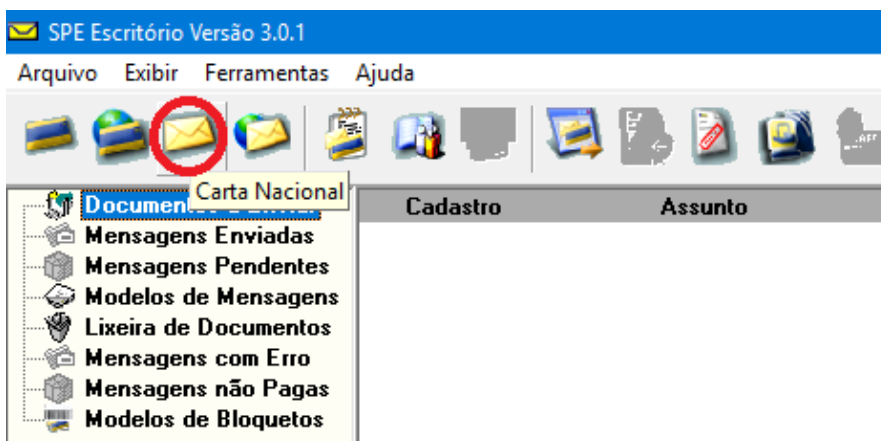 SPE Escritório Versão 3.0.1
Arquivo Exibir Ferramentas Ajuda
Carta Nacional
Cadastro Assunto
Mensagens Enviadas
Mensagens Pendentes
Modelos de Mensagens
Lixeira de Documentos
Mensagens com Erro
Mensagens não Pagas
Modelos de Bloquetos